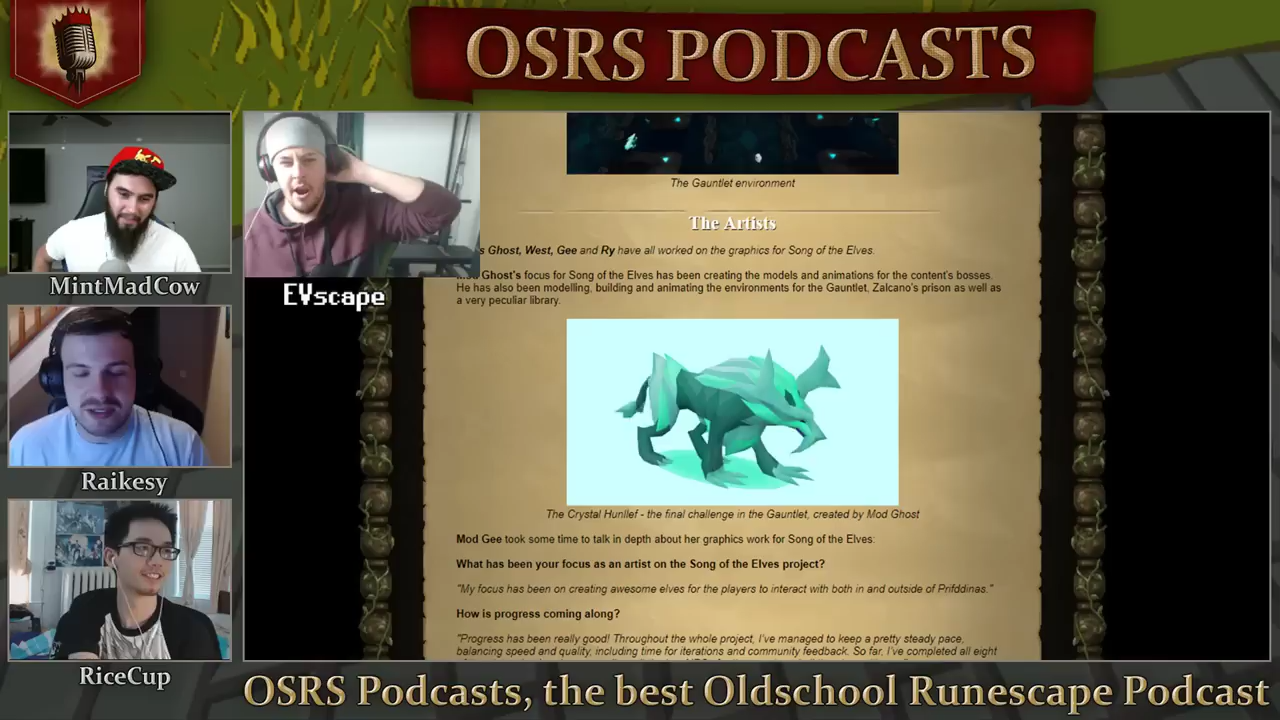 OSRS PODCASTS
MintMadCow
EVscape
Raikesy
RiceCup
The Gauntlet environment
The Artists
Ghost, West, Gee and Ry have all worked on the graphics for Song of the Elves.
Ghost's focus for Song of the Elves has been creating the models and animations for the content's bosses.
He has also been modelling, building and animating the environments for the Gauntlet, Zalcano's prison as well as
a very peculiar library.
The Crystal Hunllef - the final challenge in the Gauntlet, created by Mod Ghost
Mod Gee took some time to talk in depth about her graphics work for Song of the Elves:
What has been your focus as an artist on the Song of the Elves project?
"My focus has been on creating awesome elves for the players to interact with both in and outside of Prifddinas."
How is progress coming along?
"Progress has been really good! Throughout the whole project, I've managed to keep a pretty steady pace,
balancing speed and quality, including time for iterations and community feedback. So far, I've completed all eight
OSRS Podcasts, the best Oldschool Runescape Podcast